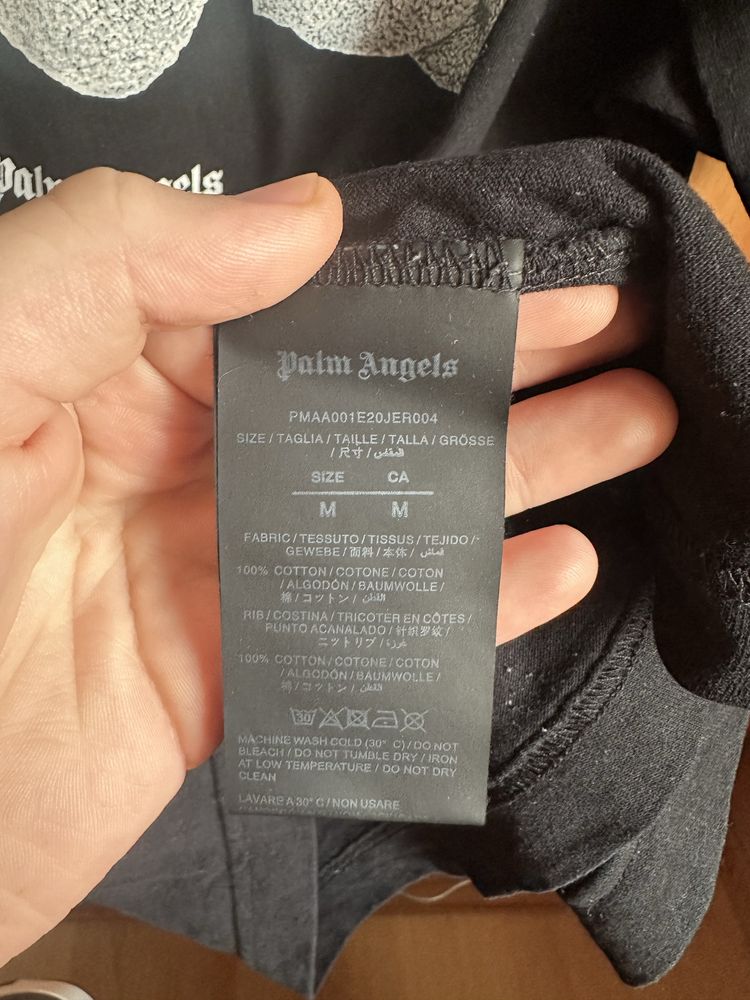 Palm Angels
Palm Angels
PMAA001E20JER004
SIZE / TAGLIA / TAILLE / TALLA / GRÖSSE
/ 尺寸 / المقاس
SIZE CA
M M
FABRIC / TESSUTO / TISSUS / TEJIDO /
GEWEBE / 面料 / 本体 / قماش
100% COTTON / COTONE / COTON
/ ALGODÓN / BAUMWOLLE /
棉 / コットン / القطن
RIB / COSTINA / TRICOTER EN CÔTES /
PUNTO ACANALADO / 针织罗纹 /
ニットリブ /
100% COTTON / COTONE / COTON
/ ALGODÓN / BAUMWOLLE /
棉 / コットン / القطن
30
MACHINE WASH COLD (30° C) / DO NOT
BLEACH / DO NOT TUMBLE DRY / IRON
AT LOW TEMPERATURE / DO NOT DRY
CLEAN
LAVARE A 30° C / NON USARE